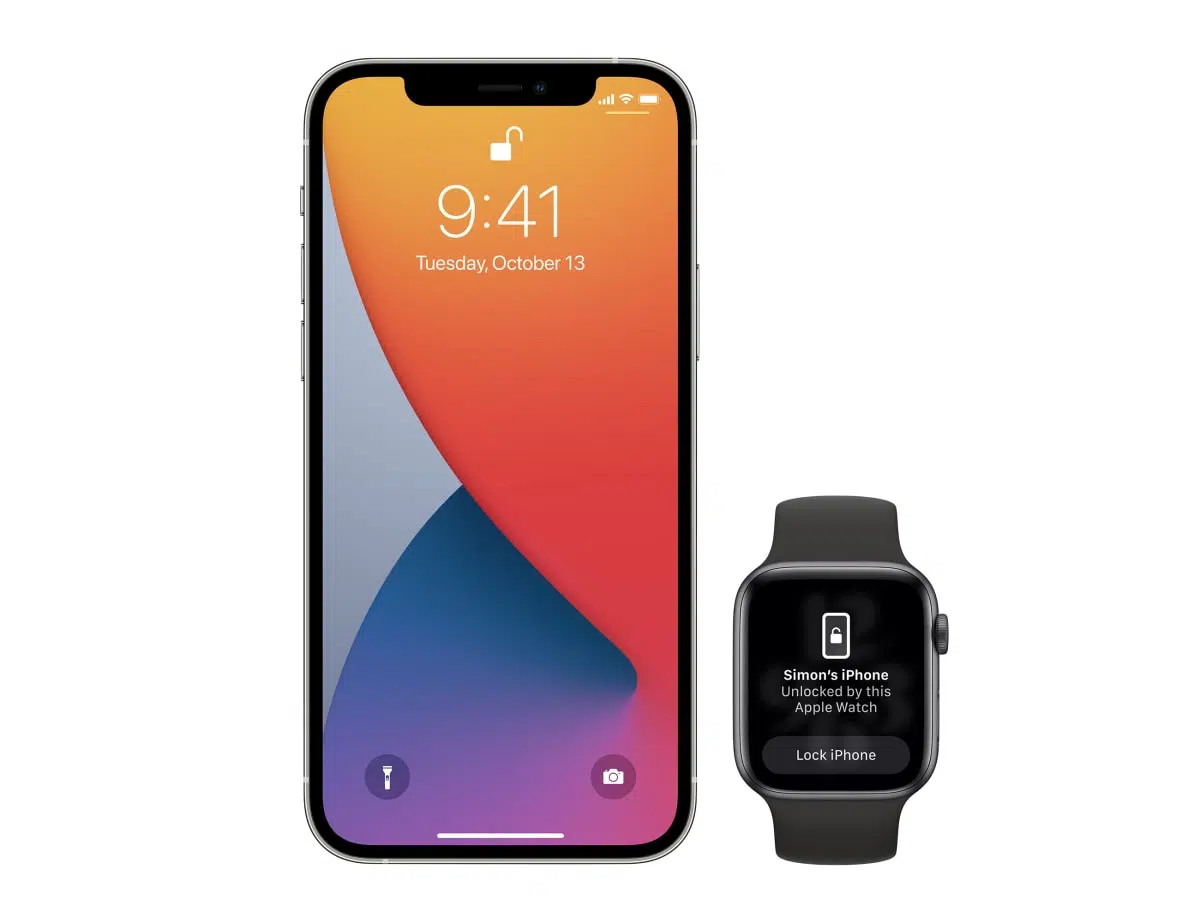 9:41
Tuesday, October 13
Simon's iPhone
Unlocked by this
Apple Watch
Lock iPhone